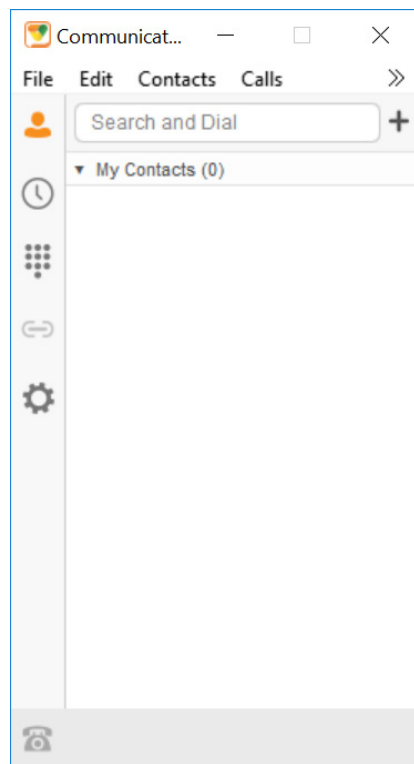 Communicat...
File Edit Contacts Calls
Search and Dial
My Contacts (0)